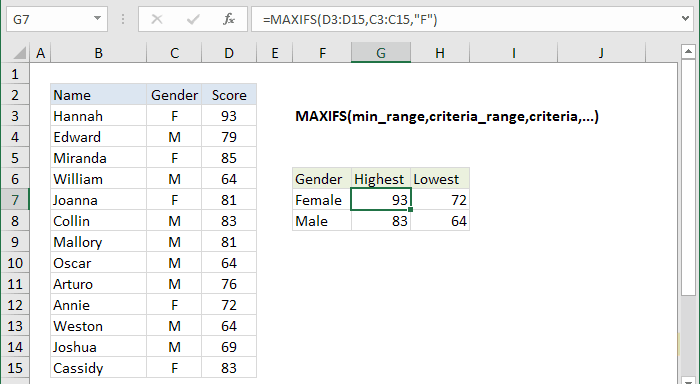 G7 =MAXIFS(D3:D15,C3:C15,"F")
A B C D E F G H I J
1
2 Name Gender Score
3 Hannah F 93 MAXIFS(min_range,criteria_range,criteria,...)
4 Edward M 79
5 Miranda F 85
6 William M 64 Gender Highest Lowest
7 Joanna F 81 Female 93 72
8 Collin M 83 Male 83 64
9 Mallory M 81
10 Oscar M 64
11 Arturo M 76
12 Annie F 72
13 Weston M 64
14 Joshua M 69
15 Cassidy F 83